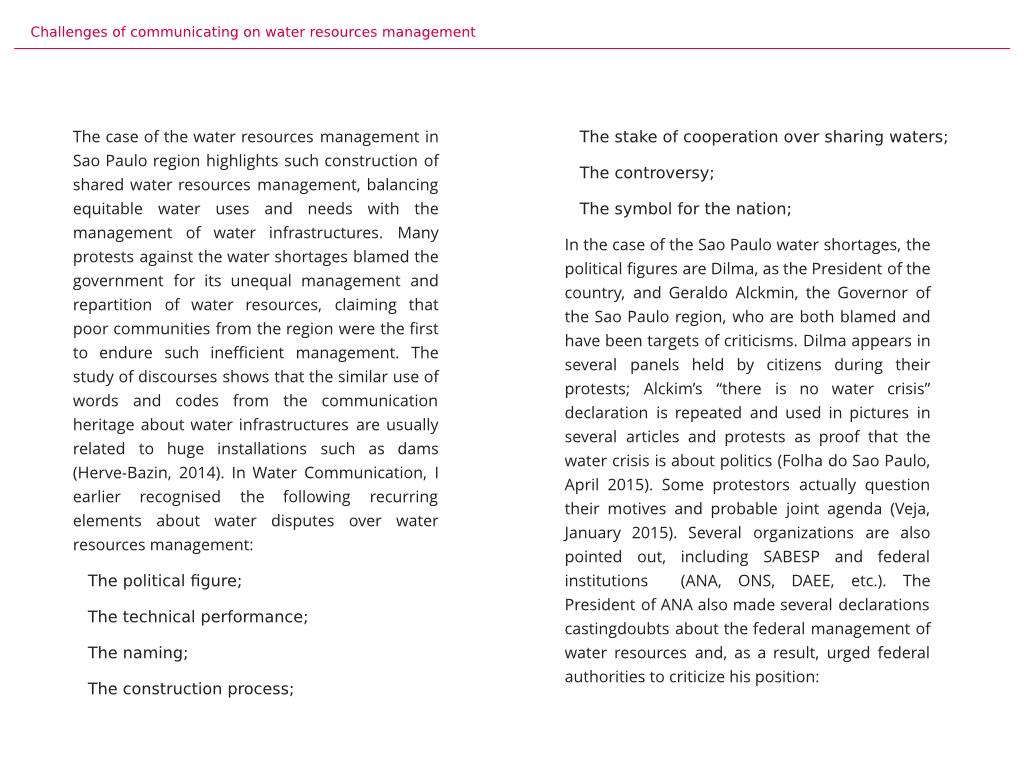 Challenges of communicating on water resources management
The case of the water resources management in
Sao Paulo region highlights such construction of
shared water resources management, balancing
equitable water uses and needs with the
management of water infrastructures. Many
protests against the water shortages blamed the
government for its unequal management and
repartition of water resources, claiming that
poor communities from the region were the first
to endure such inefficient management. The
study of discourses shows that the similar use of
words and codes from the communication
heritage about water infrastructures are usually
related to huge installations such as dams
(Herve-Bazin, 2014). In Water Communication, I
earlier recognised the following recurring
elements about water disputes over water
resources management:
The political figure;
The technical performance;
The naming;
The construction process;
The stake of cooperation over sharing waters;
The controversy;
The symbol for the nation;
In the case of the Sao Paulo water shortages, the
political figures are Dilma, as the President of the
country, and Geraldo Alckmin, the Governor of
the Sao Paulo region, who are both blamed and
have been targets of criticisms. Dilma appears in
several panels held by citizens during their
protests; Alckim’s “there is no water crisis”
declaration is repeated and used in pictures in
several articles and protests as proof that the
water crisis is about politics (Folha do Sao Paulo,
April 2015). Some protestors actually question
their motives and probable joint agenda (Veja,
January 2015). Several organizations are also
pointed out, including SABESP and federal
institutions (ANA, ONS, DAEE, etc.). The
President of ANA also made several declarations
castingdoubts about the federal management of
water resources and, as a result, urged federal
authorities to criticize his position: